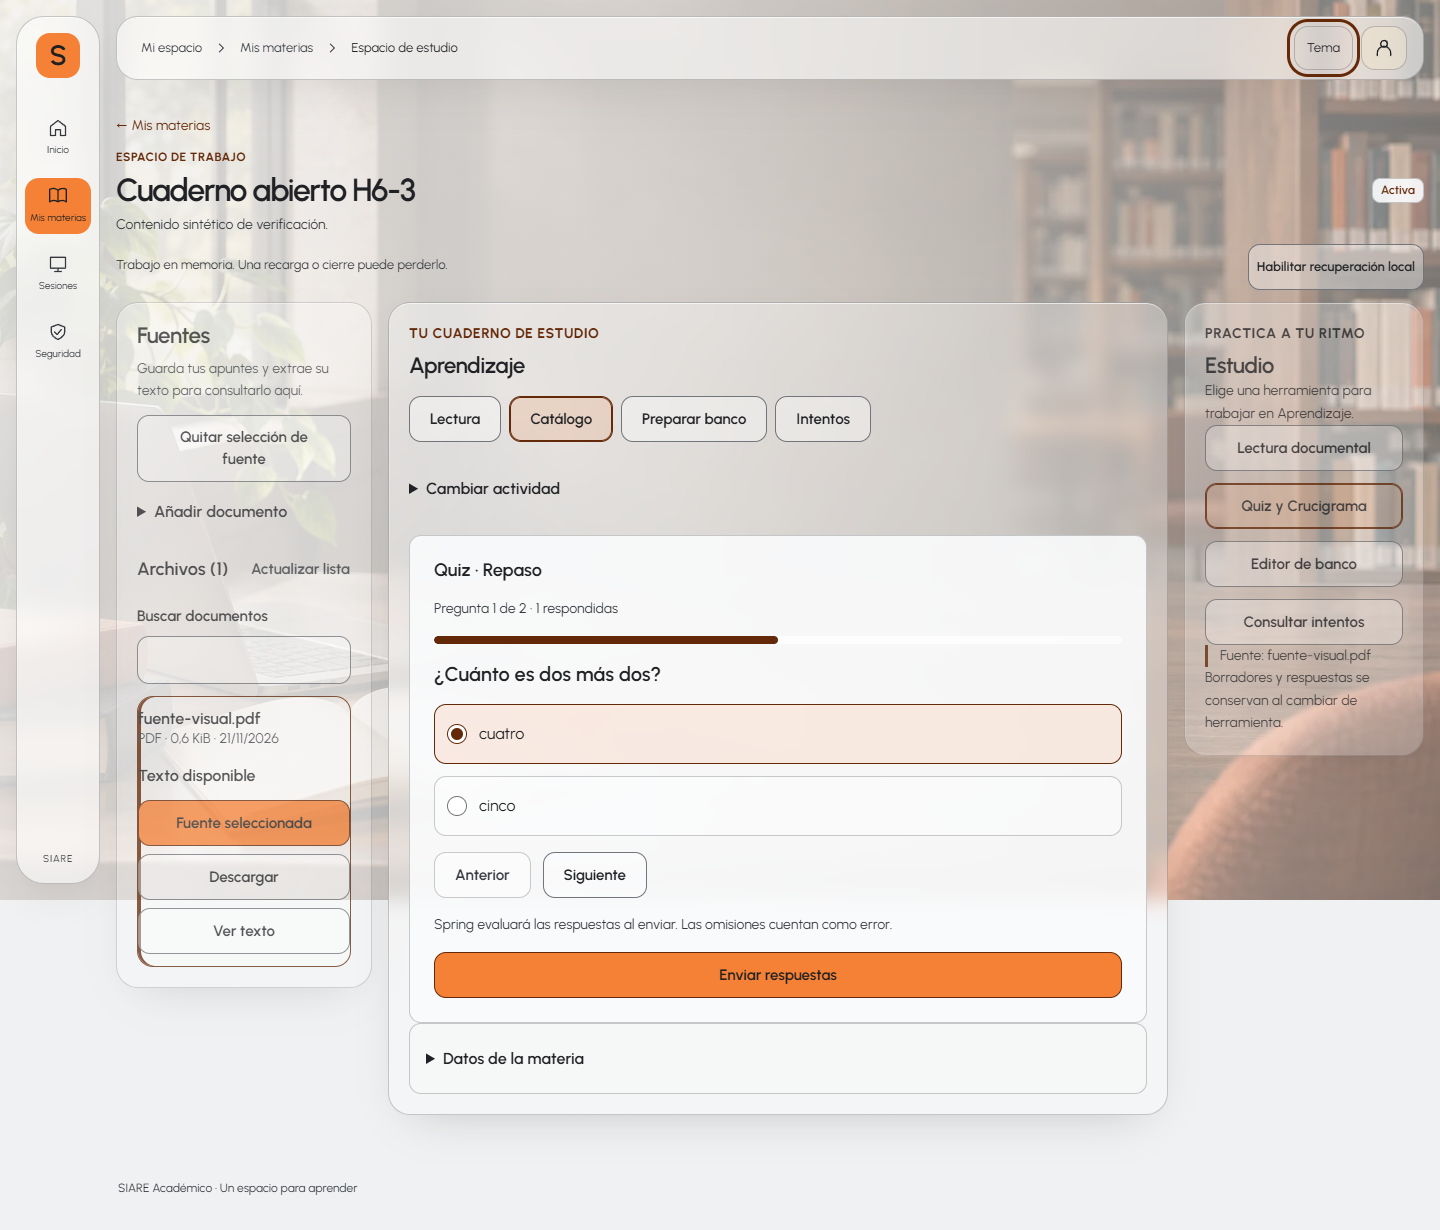 S
Mi espacio > Mis materias > Espacio de estudio
Tema
Inicio
Mis materias
Sesiones
Seguridad
SIARE
← Mis materias
ESPACIO DE TRABAJO
Cuaderno abierto H6-3
Activa
Contenido sintético de verificación.
Trabajo en memoria. Una recarga o cierre puede perderlo.
Habilitar recuperación local
Fuentes
Guarda tus apuntes y extrae su
texto para consultarlo aquí.
Quitar selección de
fuente
Añadir documento
Archivos (1)
Actualizar lista
Buscar documentos
fuente-visual.pdf
PDF · 0,6 KiB · 21/11/2026
Texto disponible
Fuente seleccionada
Descargar
Ver texto
TU CUADERNO DE ESTUDIO
Aprendizaje
Lectura
Catálogo
Preparar banco
Intentos
Cambiar actividad
Quiz · Repaso
Pregunta 1 de 2 · 1 respondidas
¿Cuánto es dos más dos?
cuatro
cinco
Anterior
Siguiente
Spring evaluará las respuestas al enviar. Las omisiones cuentan como error.
Enviar respuestas
Datos de la materia
PRACTICA A TU RITMO
Estudio
Elige una herramienta para
trabajar en Aprendizaje.
Lectura documental
Quiz y Crucigrama
Editor de banco
Consultar intentos
Fuente: fuente-visual.pdf
Borradores y respuestas se
conservan al cambiar de
herramienta.
SIARE Académico · Un espacio para aprender